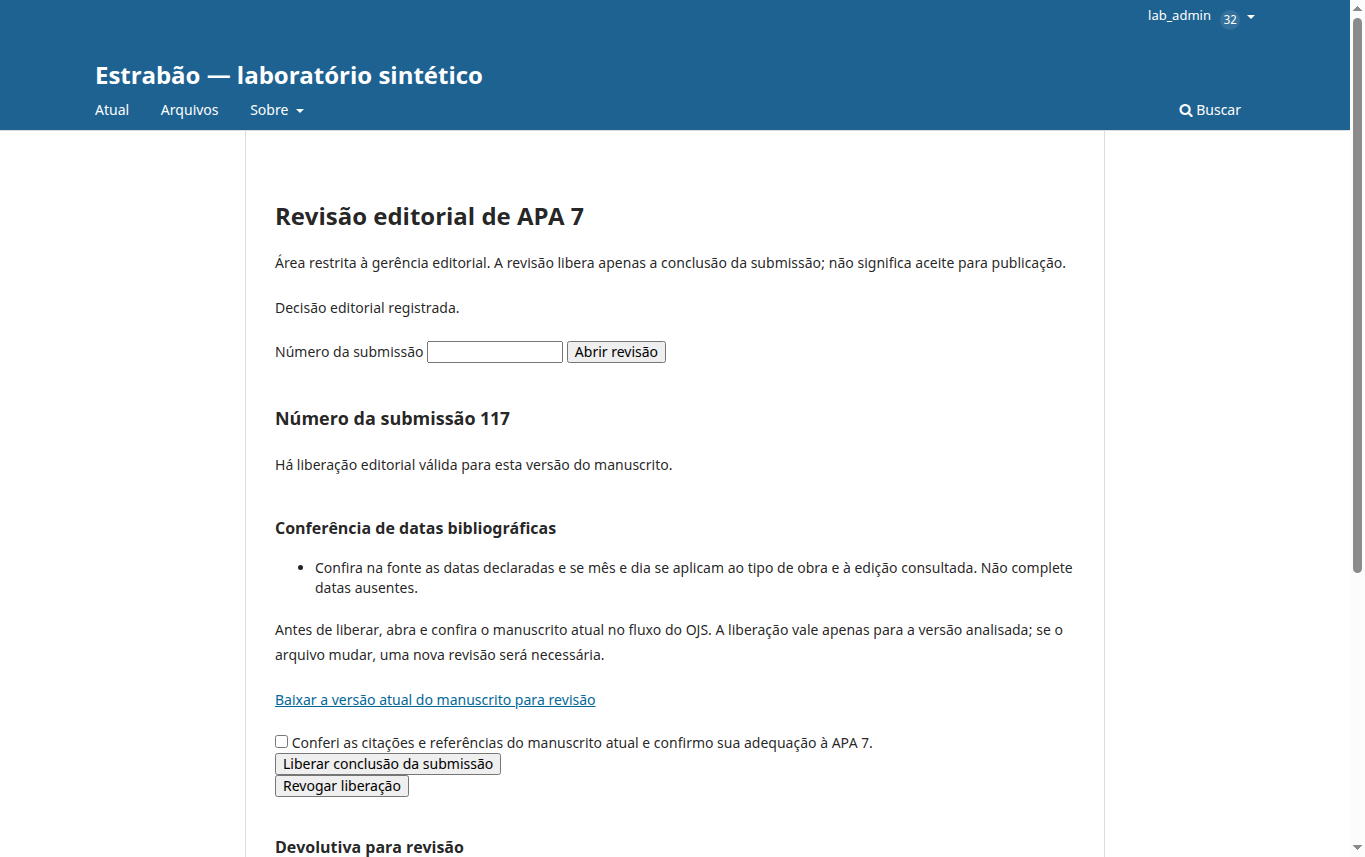 lab_admin 32
Estrabão — laboratório sintético
Atual Arquivos Sobre Buscar
Revisão editorial de APA 7
Área restrita à gerência editorial. A revisão libera apenas a conclusão da submissão; não significa aceite para publicação.
Decisão editorial registrada.
Número da submissão Abrir revisão
Número da submissão 117
Há liberação editorial válida para esta versão do manuscrito.
Conferência de datas bibliográficas
Confira na fonte as datas declaradas e se mês e dia se aplicam ao tipo de obra e à edição consultada. Não complete
datas ausentes.
Antes de liberar, abra e confira o manuscrito atual no fluxo do OJS. A liberação vale apenas para a versão analisada; se o
arquivo mudar, uma nova revisão será necessária.
Baixar a versão atual do manuscrito para revisão
Conferi as citações e referências do manuscrito atual e confirmo sua adequação à APA 7.
Liberar conclusão da submissão
Revogar liberação
Devolutiva para revisão